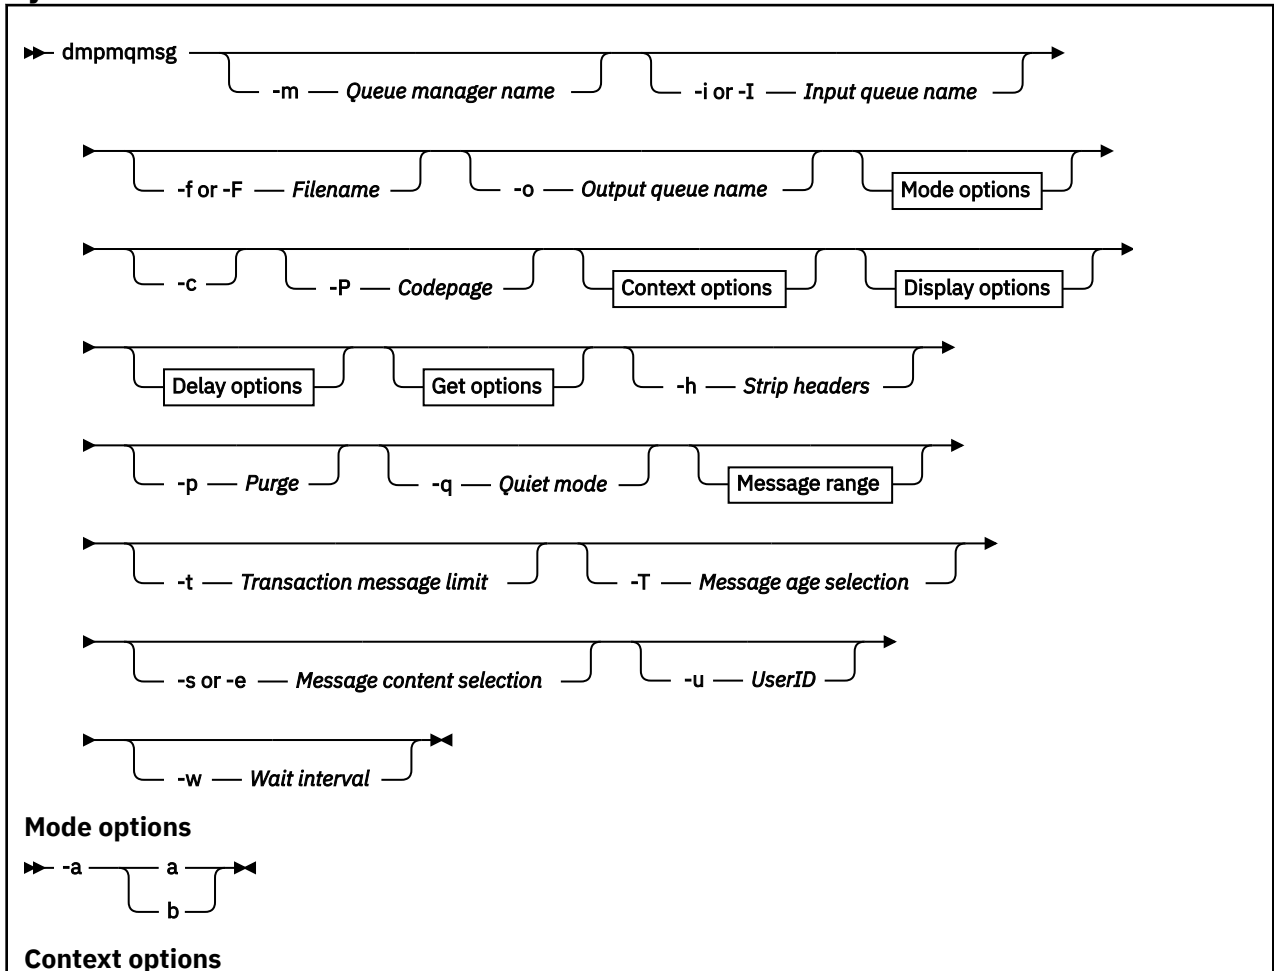 dmpmqmsg
-m Queue manager name -i or -I Input queue name
-f or -F Filename -o Output queue name Mode options
-c -P Codepage Context options Display options
Delay options Get options -h Strip headers
-p Purge -q Quiet mode Message range
-t Transaction message limit -T Message age selection
-s or -e Message content selection -u UserID
-w Wait interval
Mode options
-a a
b
Context options